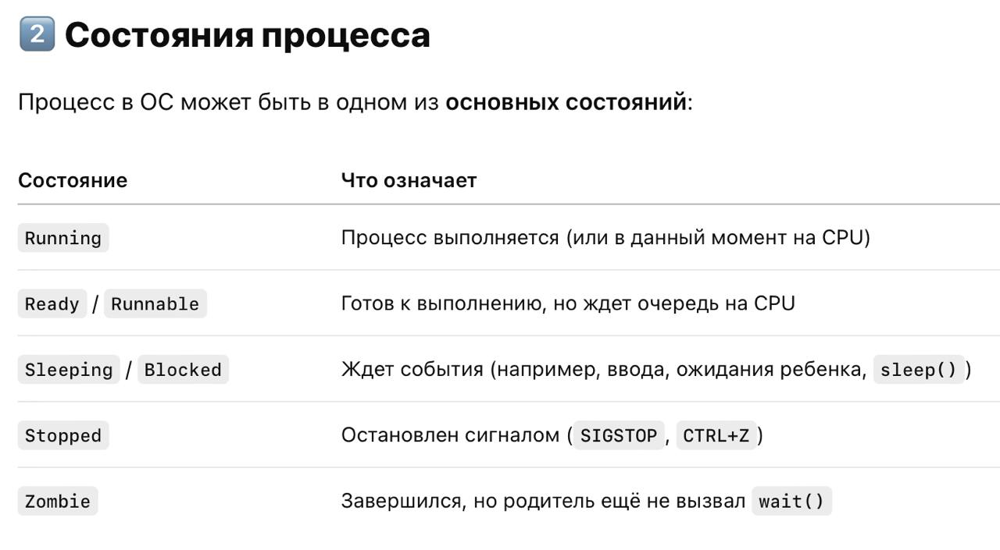 2 Состояния процесса
Процесс в ОС может быть в одном из основных состояний:
Состояние Что означает
Running Процесс выполняется (или в данный момент на CPU)
Ready / Runnable Готов к выполнению, но ждет очередь на CPU
Sleeping / Blocked Ждет события (например, ввода, ожидания ребенка, sleep())
Stopped Остановлен сигналом (SIGSTOP, CTRL+Z)
Zombie Завершился, но родитель ещё не вызвал wait()